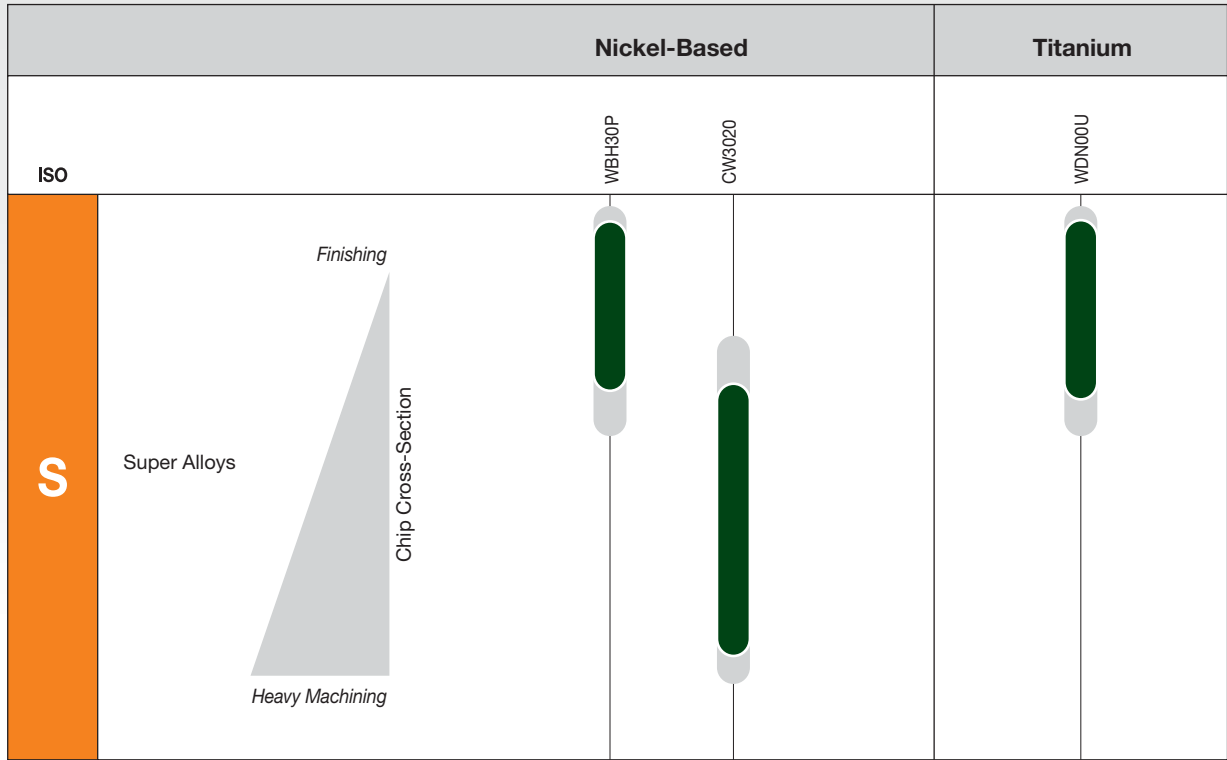 Nickel-Based
Titanium
ISO
WBH30P
CW3020
WDN00U
S
Super Alloys
Finishing
Chip Cross-Section
Heavy Machining